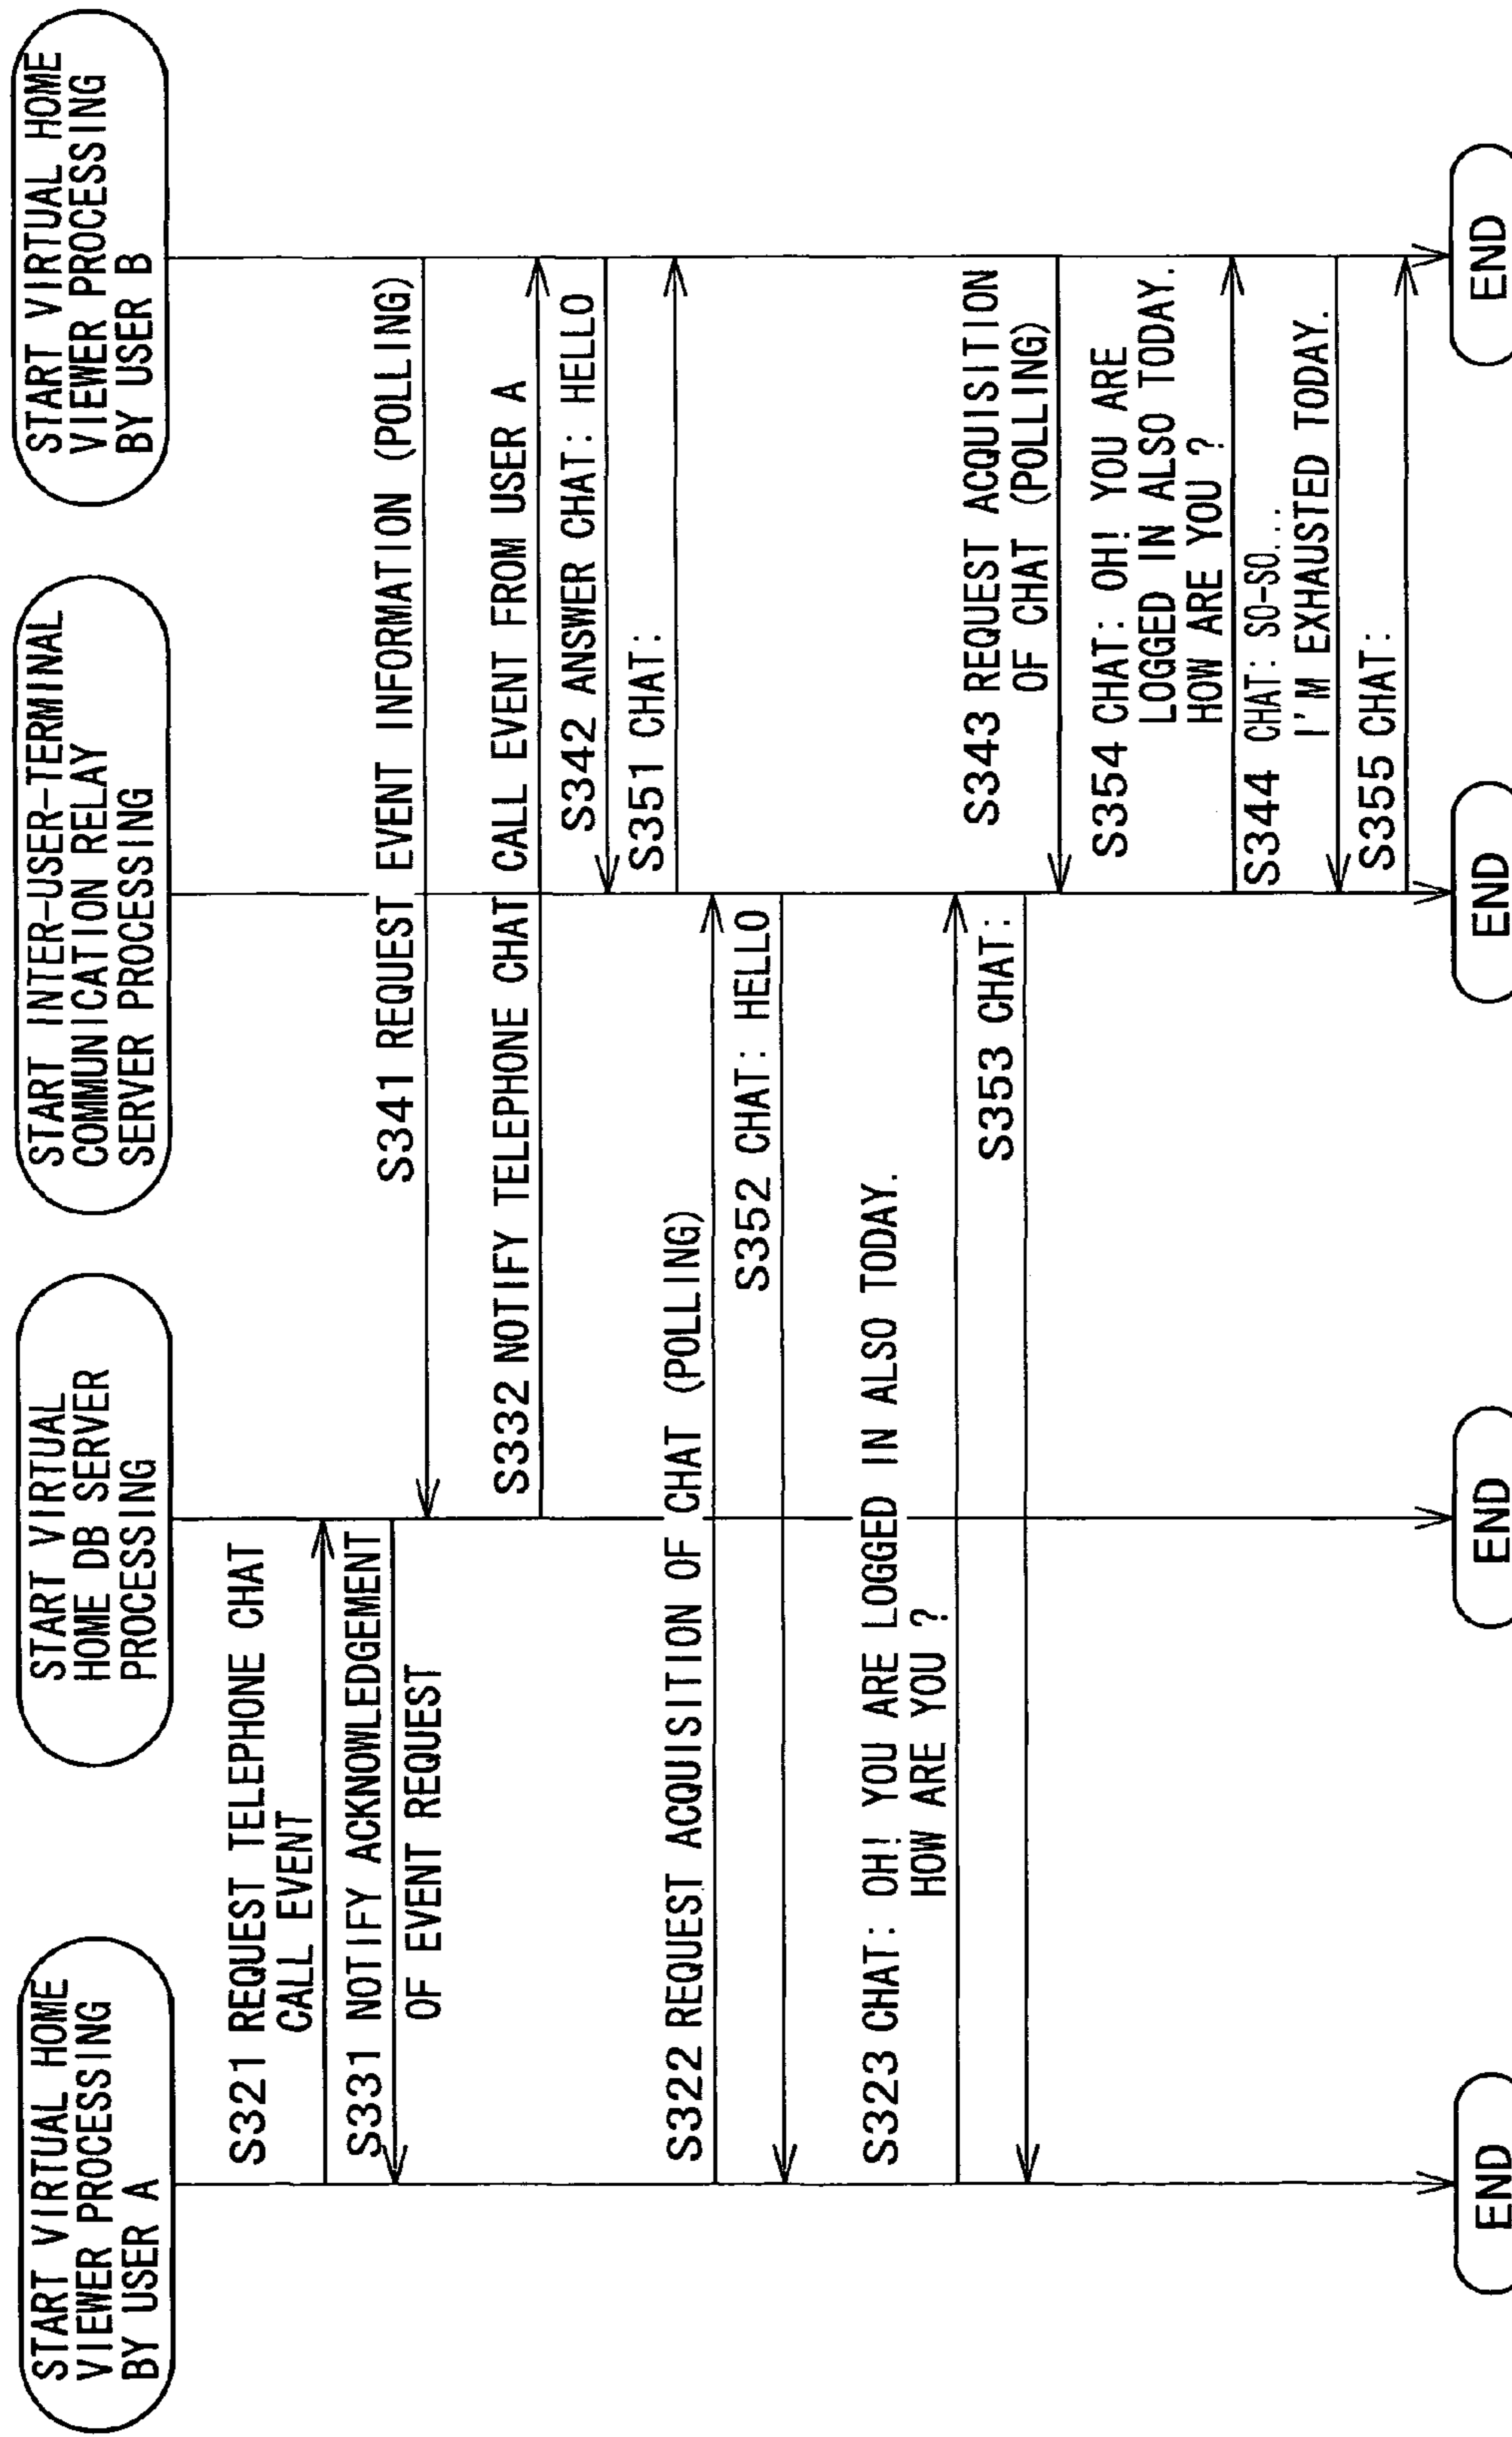 START VIRTUAL HOME
VIEWER PROCESSING
BY USER A
START VIRTUAL
HOME DB SERVER
PROCESSING
START INTER-USER-TERMINAL
COMMUNICATION RELAY
SERVER PROCESSING
START VIRTUAL HOME
VIEWER PROCESSING
BY USER B
S321 REQUEST TELEPHONE CHAT
CALL EVENT
S331 NOTIFY ACKNOWLEDGEMENT
OF EVENT REQUEST
S341 REQUEST EVENT INFORMATION (POLLING)
S332 NOTIFY TELEPHONE CHAT CALL EVENT FROM USER A
S342 ANSWER CHAT: HELLO
S351 CHAT:
S322 REQUEST ACQUISITION OF CHAT (POLLING)
S352 CHAT: HELLO
S323 CHAT: OH! YOU ARE LOGGED IN ALSO TODAY.
HOW ARE YOU ?
S353 CHAT:
S343 REQUEST ACQUISITION
OF CHAT (POLLING)
S354 CHAT: OH! YOU ARE
LOGGED IN ALSO TODAY.
HOW ARE YOU ?
S344 CHAT: SO-SO...
I'M EXHAUSTED TODAY.
S355 CHAT:
END
END
END
END